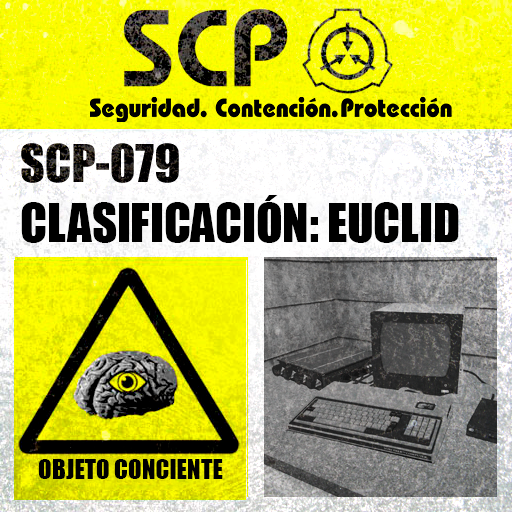 SCP
Seguridad. Contención.Protección
SCP-079
CLASIFICACIÓN: EUCLID
OBJETO CONCIENTE